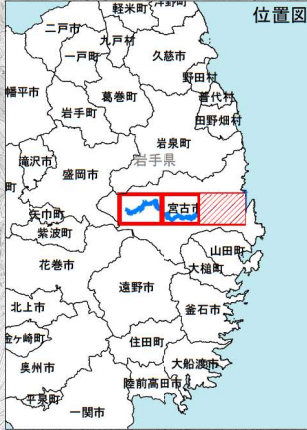 位置図
軽米町
洋野町
二戸市
九戸村
一戸町
久慈市
野田村
普代村
田野畑村
幡平市
葛巻町
岩手町
岩泉町
岩手県
滝沢市
盛岡市
町
宮古市
矢巾町
紫波町
山田町
大槌町
花巻市
遠野市
釜石市
北上市
住田町
金ヶ崎町
大船渡市
奥州市
陸前高田市
平泉町
一関市